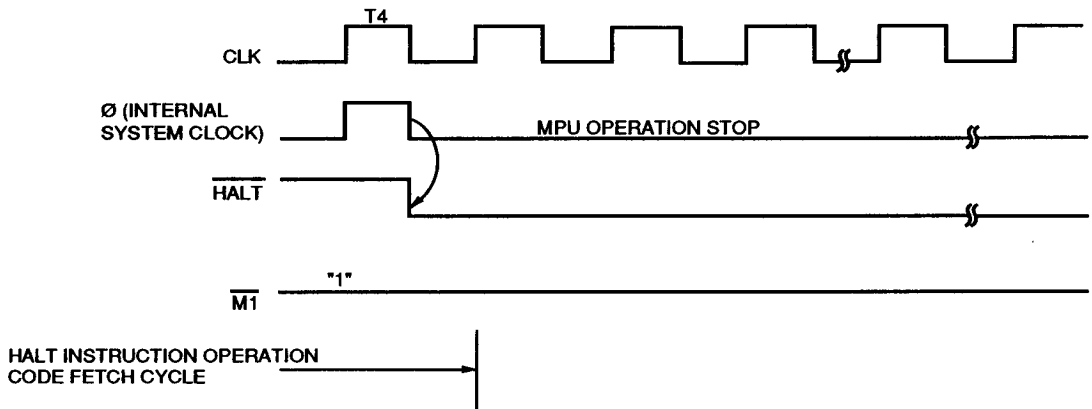 T4
CLK
Ø (INTERNAL
SYSTEM CLOCK)
MPU OPERATION STOP
HALT
"1"
M1
HALT INSTRUCTION OPERATION
CODE FETCH CYCLE